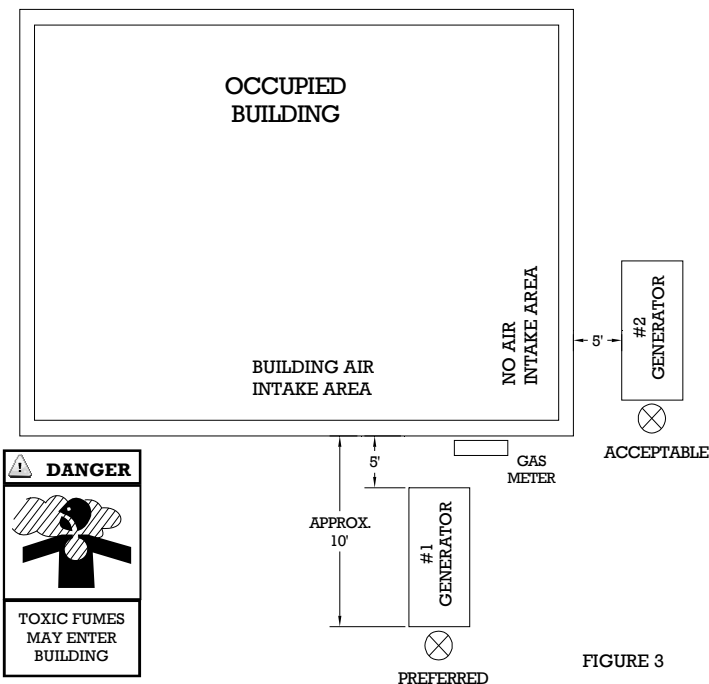 OCCUPIED
BUILDING
NO AIR
INTAKE AREA
5'
#2
GENERATOR
BUILDING AIR
INTAKE AREA
ACCEPTABLE
5'
GAS
METER
APPROX.
10'
#1
GENERATOR
PREFERRED
! DANGER
TOXIC FUMES
MAY ENTER
BUILDING
FIGURE 3